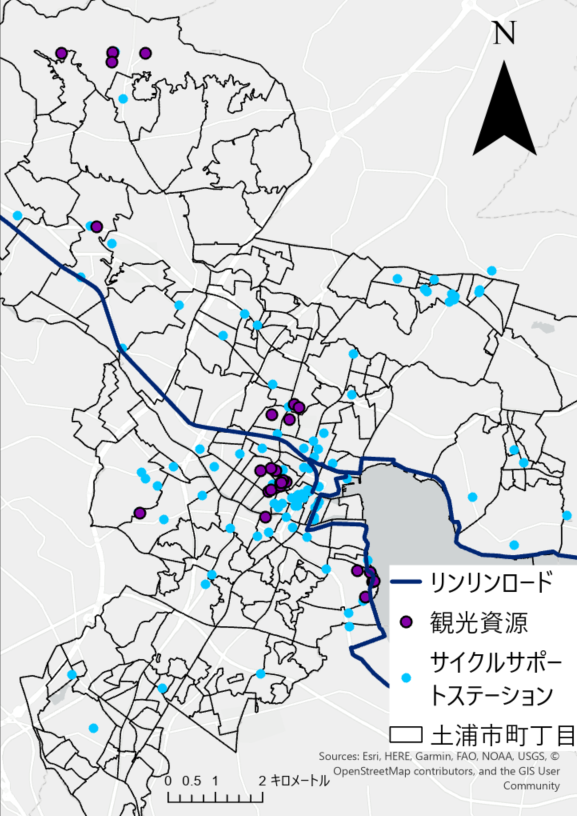 N
リンリンロード
観光資源
サイクルサポー
トステーション
土浦市町丁目
Sources: Esri, HERE, Garmin, FAO, NOAA, USGS, ©
OpenStreetMap contributors, and the GIS User
Community
0 0.5 1 2 キロメートル